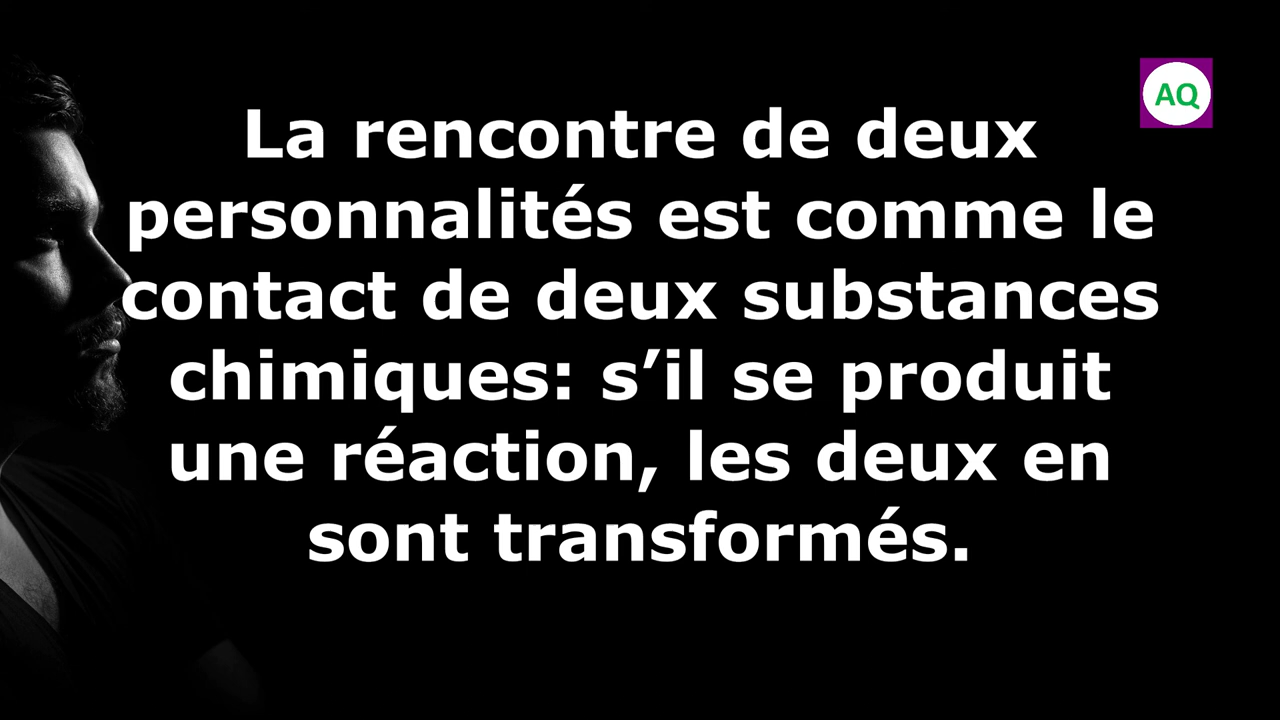 AQ
La rencontre de deux
personnalités est comme le
contact de deux substances
chimiques: s’il se produit
une réaction, les deux en
sont transformés.